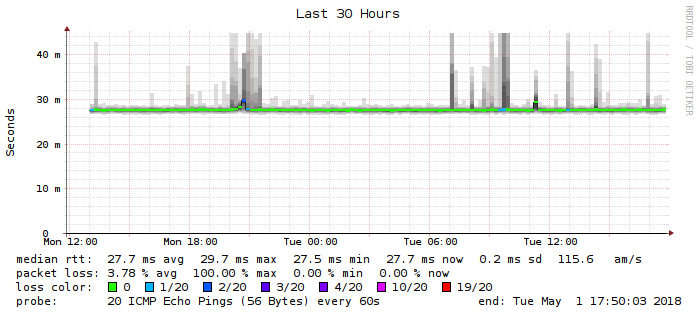 Last 30 Hours
RRDTOOL / TOBI OETIKER
Seconds
40 m
30 m
20 m
10 m
0
Mon 12:00 Mon 18:00 Tue 00:00 Tue 06:00 Tue 12:00
median rtt: 27.7 ms avg 29.7 ms max 27.5 ms min 27.7 ms now 0.2 ms sd 115.6 am/s
packet loss: 3.78 % avg 100.00 % max 0.00 % min 0.00 % now
loss color: 0 1/20 2/20 3/20 4/20 10/20 19/20
probe: 20 ICMP Echo Pings (56 Bytes) every 60s end: Tue May 1 17:50:03 2018